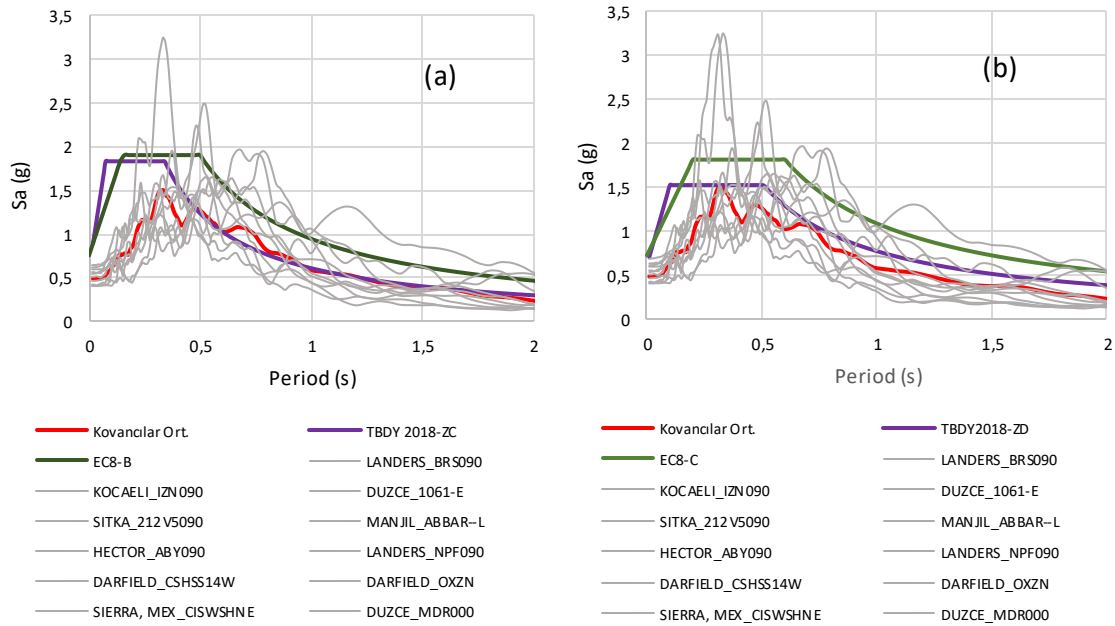 3,5
3
2,5
2
1,5
1
0,5
0
Sa (g)
(a)
0 0,5 1 1,5 2
Period (s)
Kovancılar Ort. TBDY 2018-ZC
EC8-B LANDERS_BRS090
KOCAELI_IZN090 DUZCE_1061-E
SITKA_212V5090 MANJIL_ABBAR--L
HECTOR_ABY090 LANDERS_NPF090
DARFIELD_CSHSS14W DARFIELD_OXZN
SIERRA, MEX_CISWSHNE DUZCE_MDR000
3,5
3
2,5
2
1,5
1
0,5
0
Sa (g)
(b)
0 0,5 1 1,5 2
Period (s)
Kovancılar Ort. TBDY2018-ZD
EC8-C LANDERS_BRS090
KOCAELI_IZN090 DUZCE_1061-E
SITKA_212V5090 MANJIL_ABBAR--L
HECTOR_ABY090 LANDERS_NPF090
DARFIELD_CSHSS14W DARFIELD_OXZN
SIERRA, MEX_CISWSHNE DUZCE_MDR000